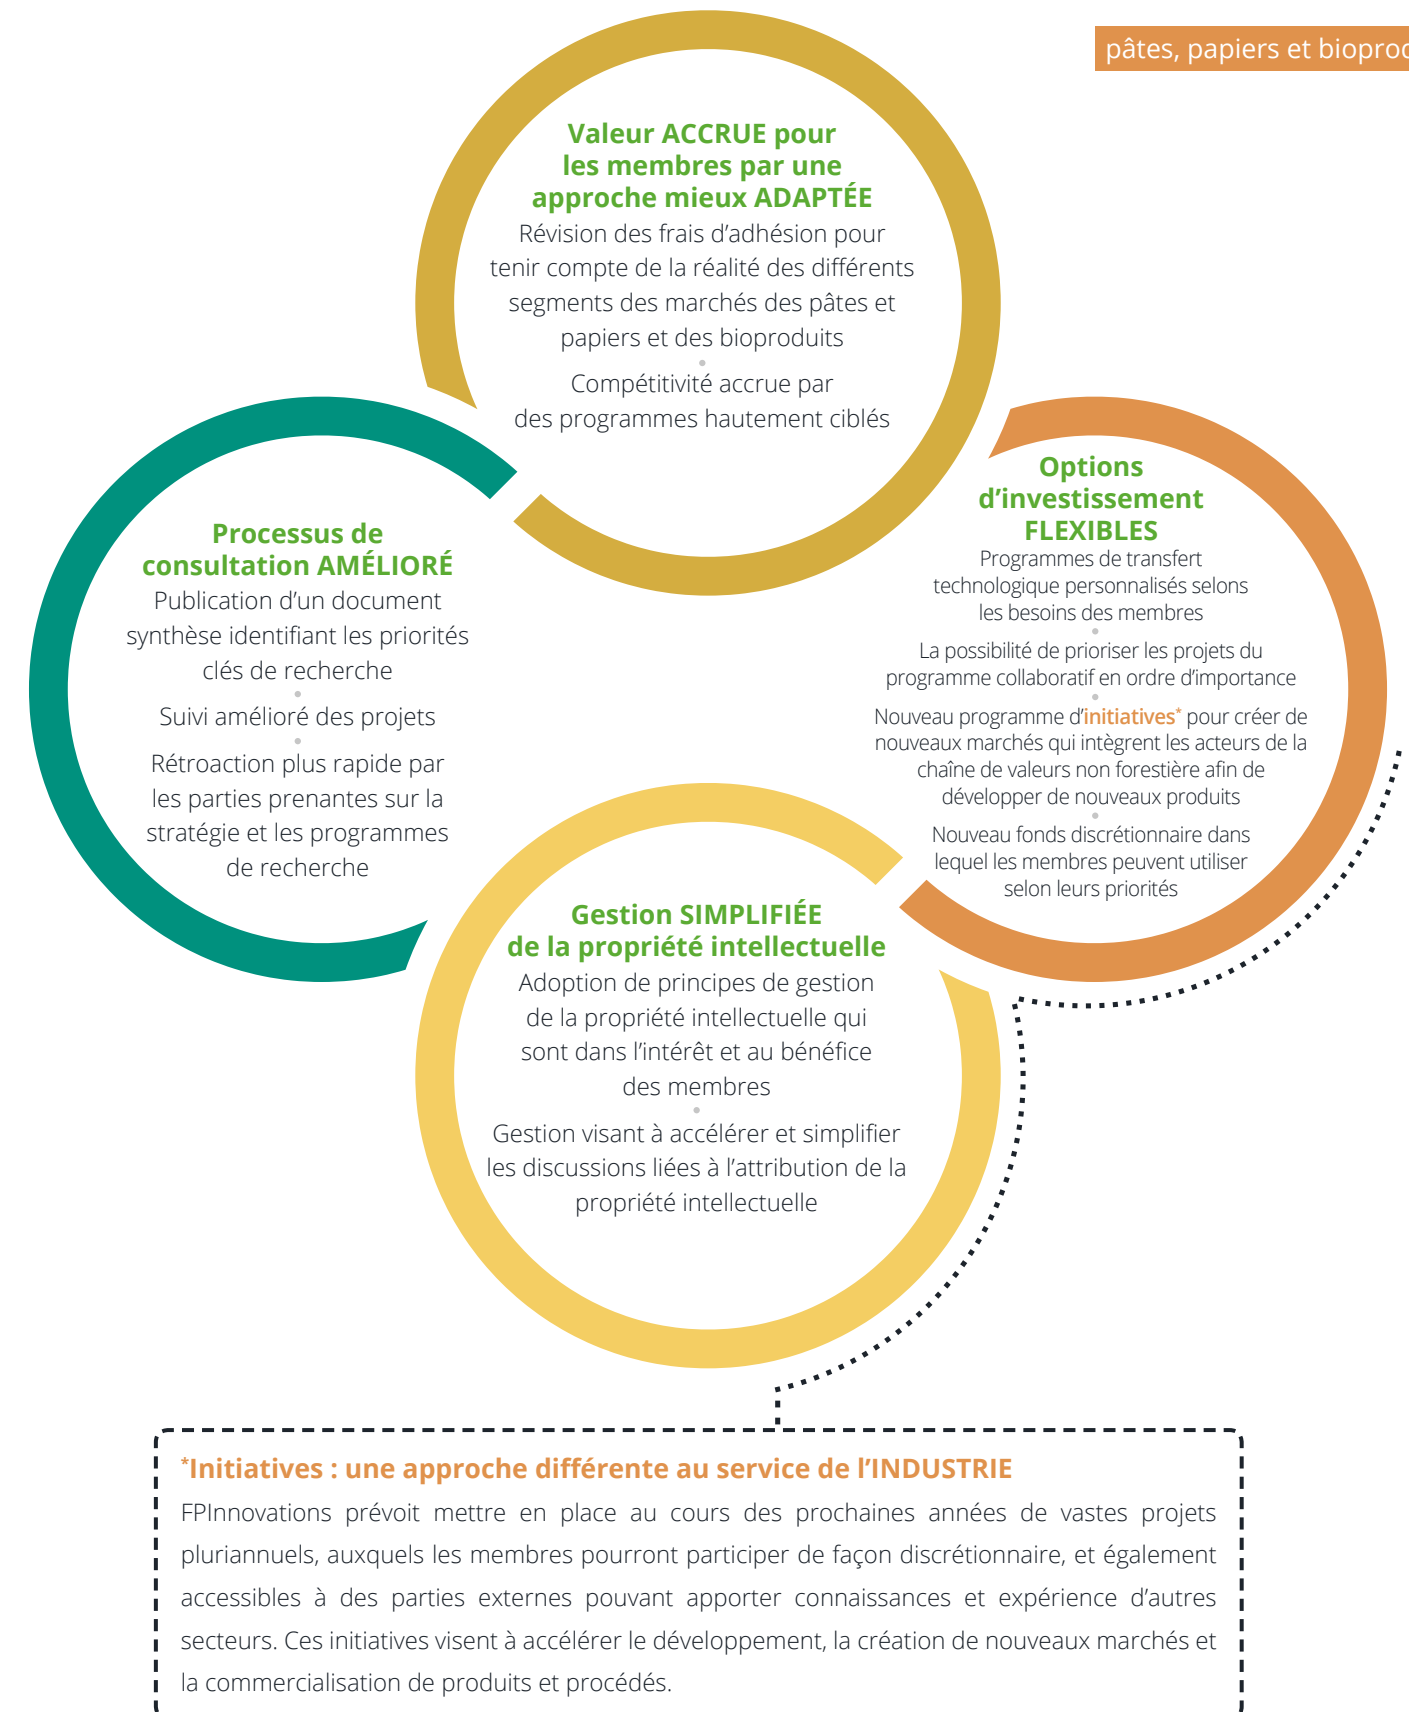 pâtes, papiers et bioprod
Valeur ACCRUE pour
les membres par une
approche mieux ADAPTÉE
Révision des frais d’adhésion pour
tenir compte de la réalité des différents
segments des marchés des pâtes et
papiers et des bioproduits
•
Compétitivité accrue par
des programmes hautement ciblés
Processus de
consultation AMÉLIORÉ
Publication d’un document
synthèse identifiant les priorités
clés de recherche
•
Suivi amélioré des projets
•
Rétroaction plus rapide par
les parties prenantes sur la
stratégie et les programmes
de recherche
Options
d’investissement
FLEXIBLES
Programmes de transfert
technologique personnalisés selons
les besoins des membres
•
La possibilité de prioriser les projets du
programme collaboratif en ordre d’importance
•
Nouveau programme d’initiatives* pour créer de
nouveaux marchés qui intègrent les acteurs de la
chaîne de valeurs non forestière afin de
développer de nouveaux produits
•
Nouveau fonds discrétionnaire dans
lequel les membres peuvent utiliser
selon leurs priorités
Gestion SIMPLIFIÉE
de la propriété intellectuelle
Adoption de principes de gestion
de la propriété intellectuelle qui
sont dans l’intérêt et au bénéfice
des membres
•
Gestion visant à accélérer et simplifier
les discussions liées à l’attribution de la
propriété intellectuelle
*Initiatives : une approche différente au service de l’INDUSTRIE
FPInnovations prévoit mettre en place au cours des prochaines années de vastes projets
pluriannuels, auxquels les membres pourront participer de façon discrétionnaire, et également
accessibles à des parties externes pouvant apporter connaissances et expérience d’autres
secteurs. Ces initiatives visent à accélérer le développement, la création de nouveaux marchés et
la commercialisation de produits et procédés.